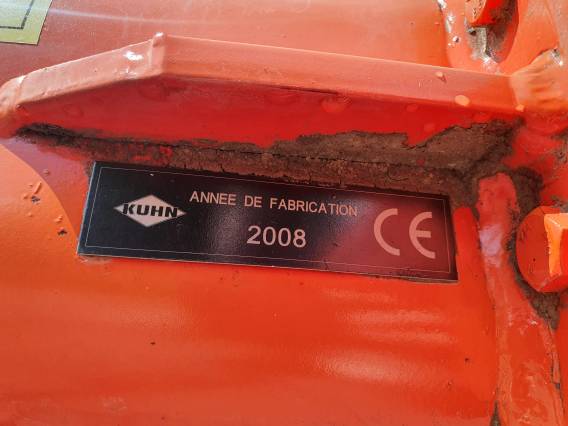 KUHN
ANNEE DE FABRICATION
2008
CE